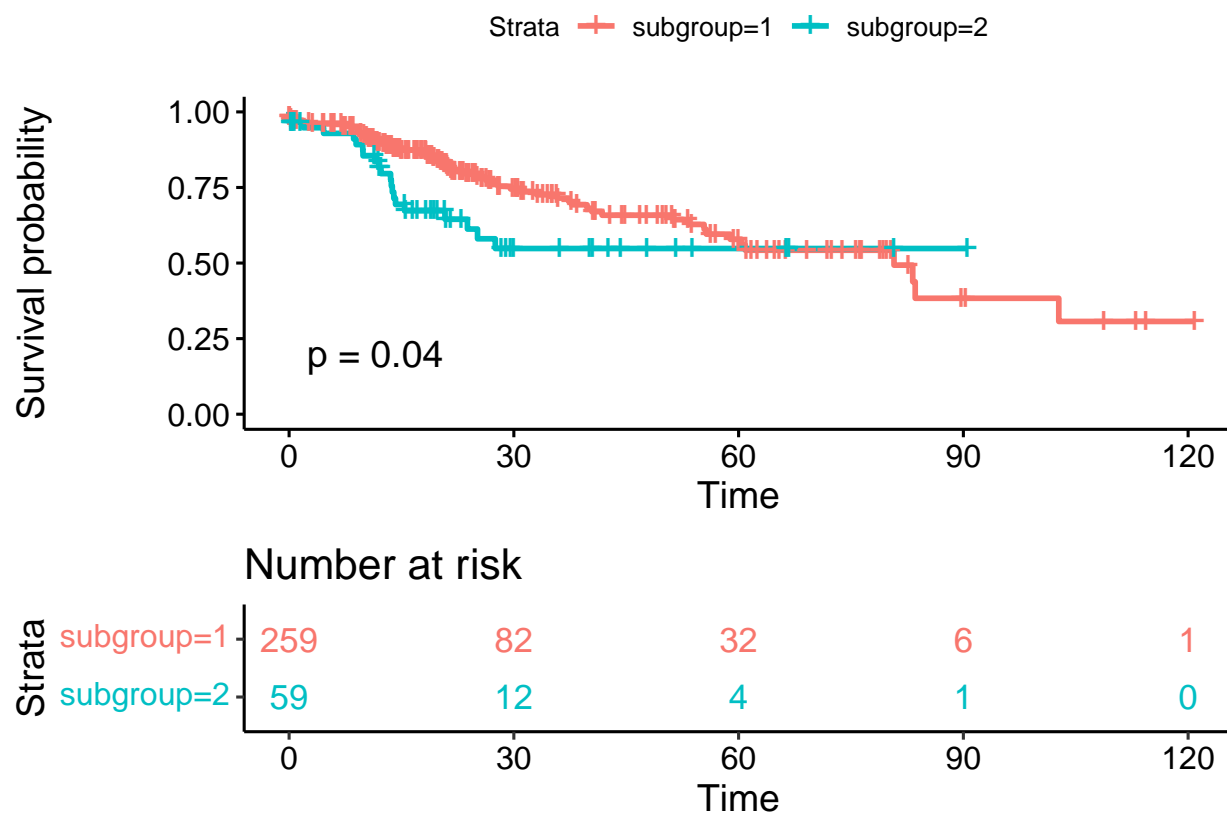 Strata subgroup=1 subgroup=2
Survival probability
1.00
0.75
0.50
0.25
0.00
p = 0.04
0 30 60 90 120
Time
Number at risk
Strata
subgroup=1 259 82 32 6 1
subgroup=2 59 12 4 1 0
0 30 60 90 120
Time